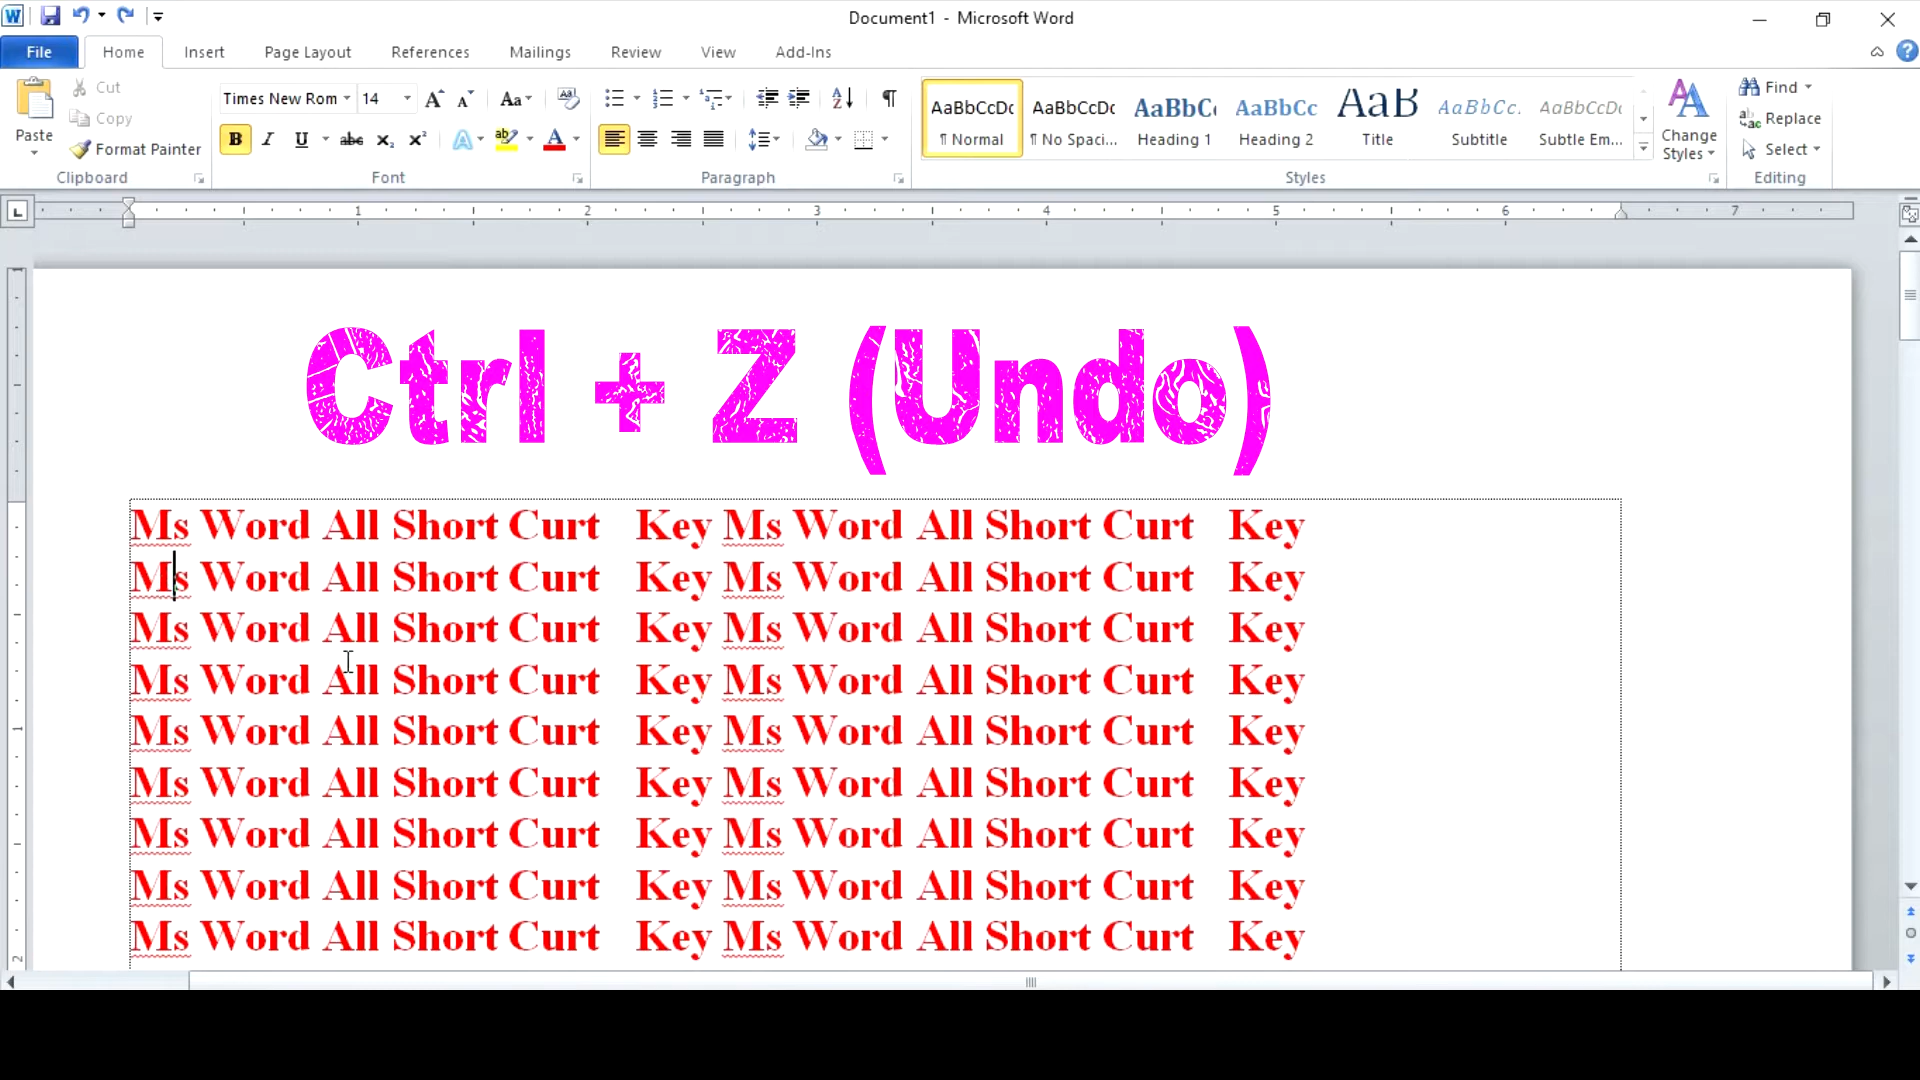 Document1 - Microsoft Word
File Home Insert Page Layout References Mailings Review View Add-Ins
Paste
Cut
Copy
Format Painter
Clipboard
Times New Rom 14
Font
Paragraph
AaBbCcDc AaBbCcDc AaBbC AaBbCc AaB AaBbCc. AaBbCcDc
¶ Normal ¶ No Spaci... Heading 1 Heading 2 Title Subtitle Subtle Em...
Styles
Change Styles
Find
Replace
Select
Editing
1 2 3 4 5 6 7
Ctrl + Z (Undo)
Ms Word All Short Curt Key Ms Word All Short Curt Key
Ms Word All Short Curt Key Ms Word All Short Curt Key
Ms Word All Short Curt Key Ms Word All Short Curt Key
Ms Word All Short Curt Key Ms Word All Short Curt Key
Ms Word All Short Curt Key Ms Word All Short Curt Key
Ms Word All Short Curt Key Ms Word All Short Curt Key
Ms Word All Short Curt Key Ms Word All Short Curt Key
Ms Word All Short Curt Key Ms Word All Short Curt Key
Ms Word All Short Curt Key Ms Word All Short Curt Key